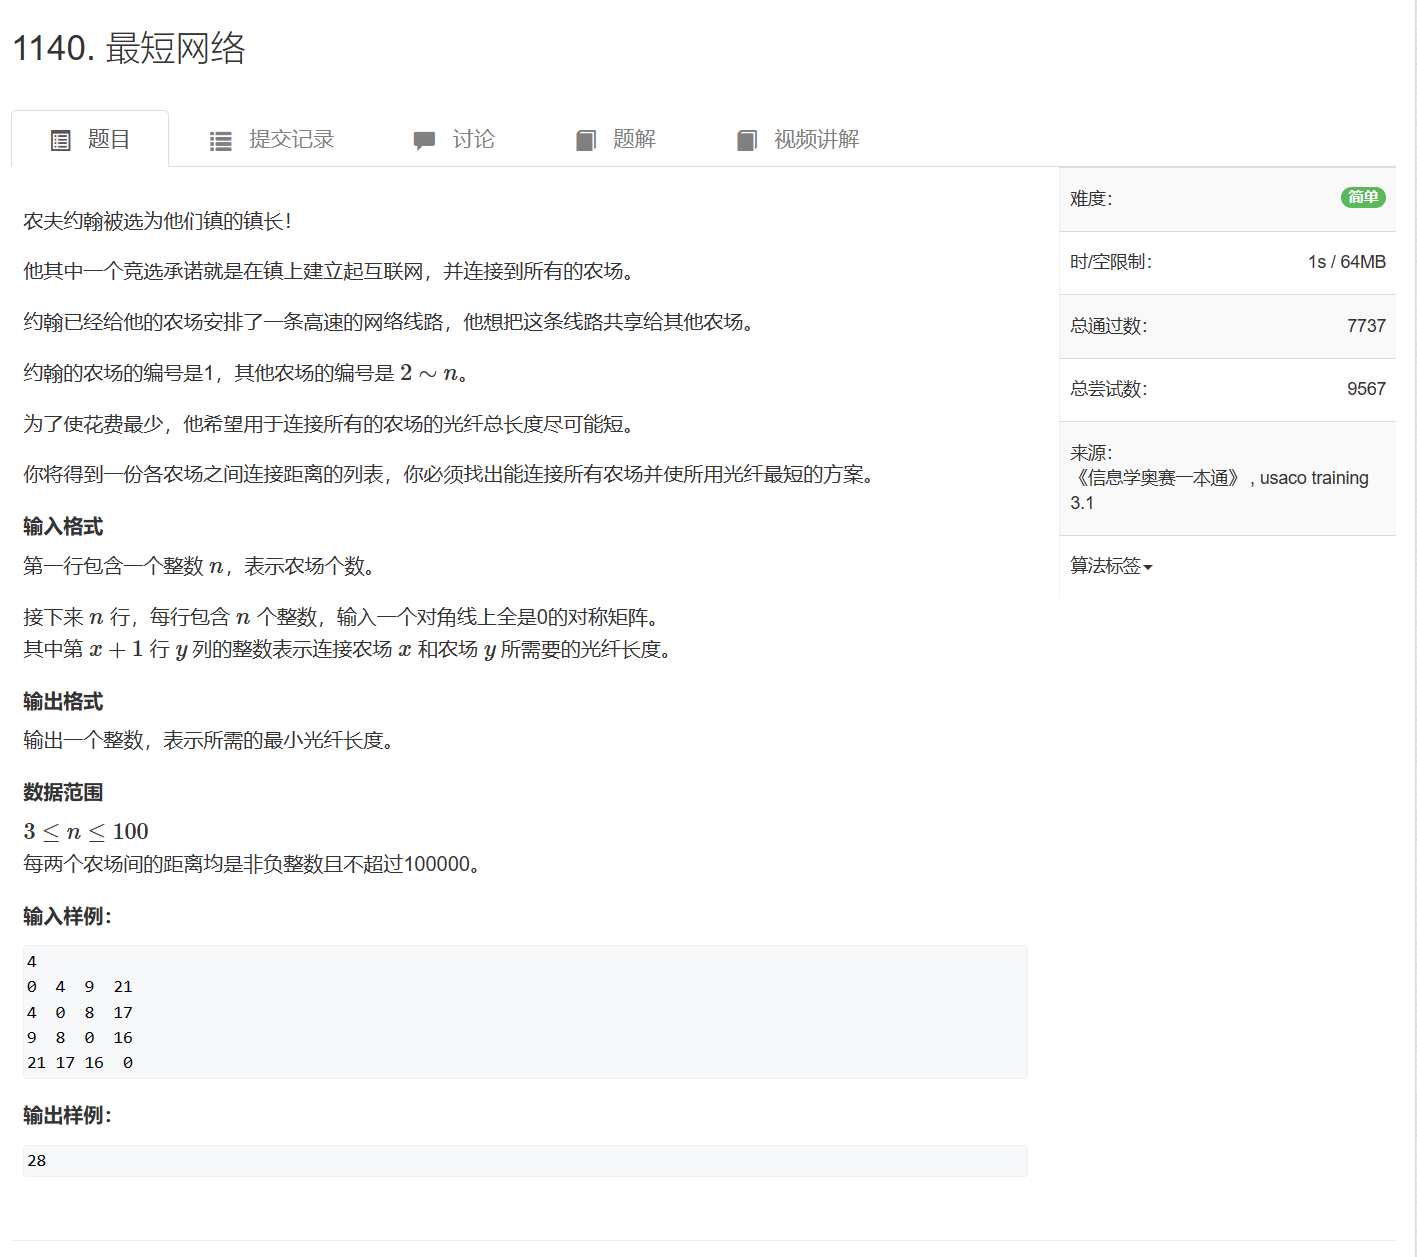 1140. 最短网络
题目
提交记录
讨论
题解
视频讲解
农夫约翰被选为他们镇的镇长！
他其中一个竞选承诺就是在镇上建立起互联网，并连接到所有的农场。
约翰已经给他的农场安排了一条高速的网络线路，他想把这条线路共享给其他农场。
约翰的农场的编号是1，其他农场的编号是 2 ∼ n。
为了使花费最少，他希望用于连接所有的农场的光纤总长度尽可能短。
你将得到一份各农场之间连接距离的列表，你必须找出能连接所有农场并使所用光纤最短的方案。
输入格式
第一行包含一个整数 n，表示农场个数。
接下来 n 行，每行包含 n 个整数，输入一个对角线上全是0的对称矩阵。
其中第 x + 1 行 y 列的整数表示连接农场 x 和农场 y 所需要的光纤长度。
输出格式
输出一个整数，表示所需的最小光纤长度。
数据范围
3 ≤ n ≤ 100
每两个农场间的距离均是非负整数且不超过100000。
输入样例：
4
0  4  9  21
4  0  8  17
9  8  0  16
21 17 16  0
输出样例：
28
难度： 简单
时/空限制： 1s / 64MB
总通过数： 7737
总尝试数： 9567
来源：
《信息学奥赛一本通》 , usaco training
3.1
算法标签